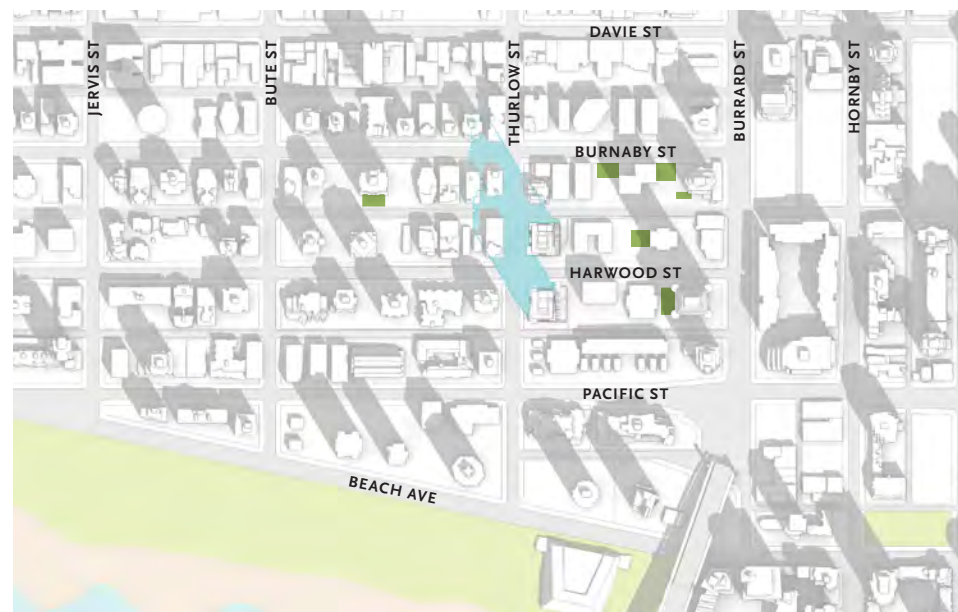 DAVIE ST
JERVIS ST
BUTE ST
THURLOW ST
BURRARD ST
HORNBY ST
BURNABY ST
HARWOOD ST
PACIFIC ST
BEACH AVE